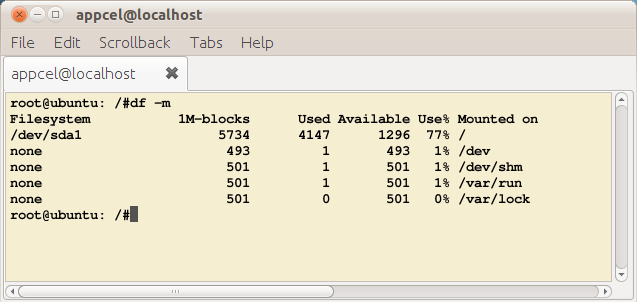 appcel@localhost
File Edit Scrollback Tabs Help
appcel@localhost
root@ubuntu: /#df -m
Filesystem 1M-blocks Used Available Use% Mounted on
/dev/sda1 5734 4147 1296 77% /
none 493 1 493 1% /dev
none 501 1 501 1% /dev/shm
none 501 1 501 1% /var/run
none 501 0 501 0% /var/lock
root@ubuntu: /#